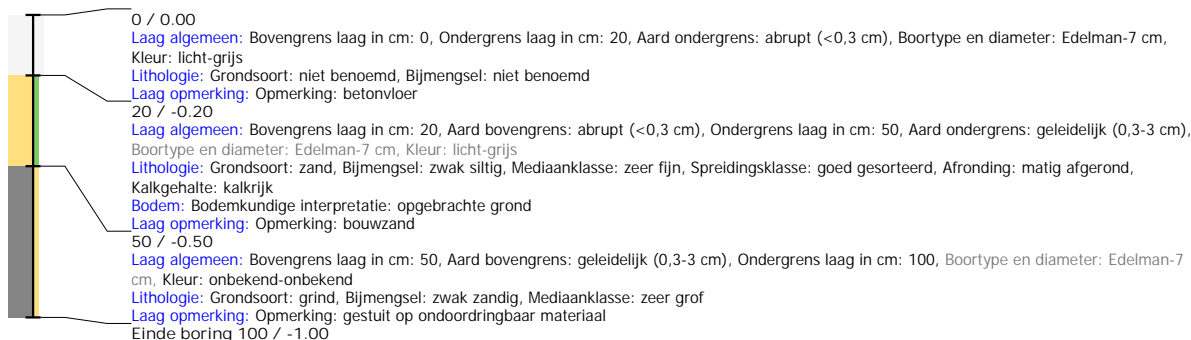 0 / 0.00
Laag algemeen: Bovengrens laag in cm: 0, Ondergrens laag in cm: 20, Aard ondergrens: abrupt (<0,3 cm), Boortype en diameter: Edelman-7 cm,
Kleur: licht-grijs
Lithologie: Grondsoort: niet benoemd, Bijmengsel: niet benoemd
Laag opmerking: Opmerking: betonvloer
20 / -0.20
Laag algemeen: Bovengrens laag in cm: 20, Aard bovengrens: abrupt (<0,3 cm), Ondergrens laag in cm: 50, Aard ondergrens: geleidelijk (0,3-3 cm),
Boortype en diameter: Edelman-7 cm, Kleur: licht-grijs
Lithologie: Grondsoort: zand, Bijmengsel: zwak siltig, Mediaanklasse: zeer fijn, Spreidingsklasse: goed gesorteerd, Afronding: matig afgerond,
Kalkgehalte: kalkrijk
Bodem: Bodemkundige interpretatie: opgebrachte grond
Laag opmerking: Opmerking: bouwzand
50 / -0.50
Laag algemeen: Bovengrens laag in cm: 50, Aard bovengrens: geleidelijk (0,3-3 cm), Ondergrens laag in cm: 100, Boortype en diameter: Edelman-7
cm, Kleur: onbekend-onbekend
Lithologie: Grondsoort: grind, Bijmengsel: zwak zandig, Mediaanklasse: zeer grof
Laag opmerking: Opmerking: gestuit op ondoordringbaar materiaal
Einde boring 100 / -1.00